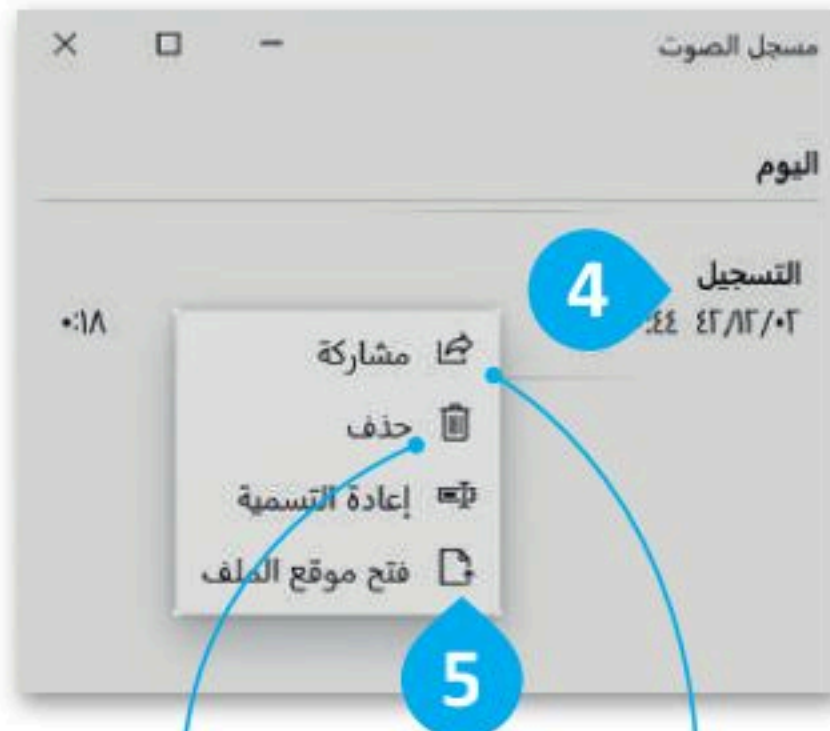 مسجل الصوت
اليوم
التسجيل
4
٤٢/١٢/٠٢ :٤٤
٠:١٨
مشاركة
حذف
إعادة التسمية
فتح موقع الملف
5